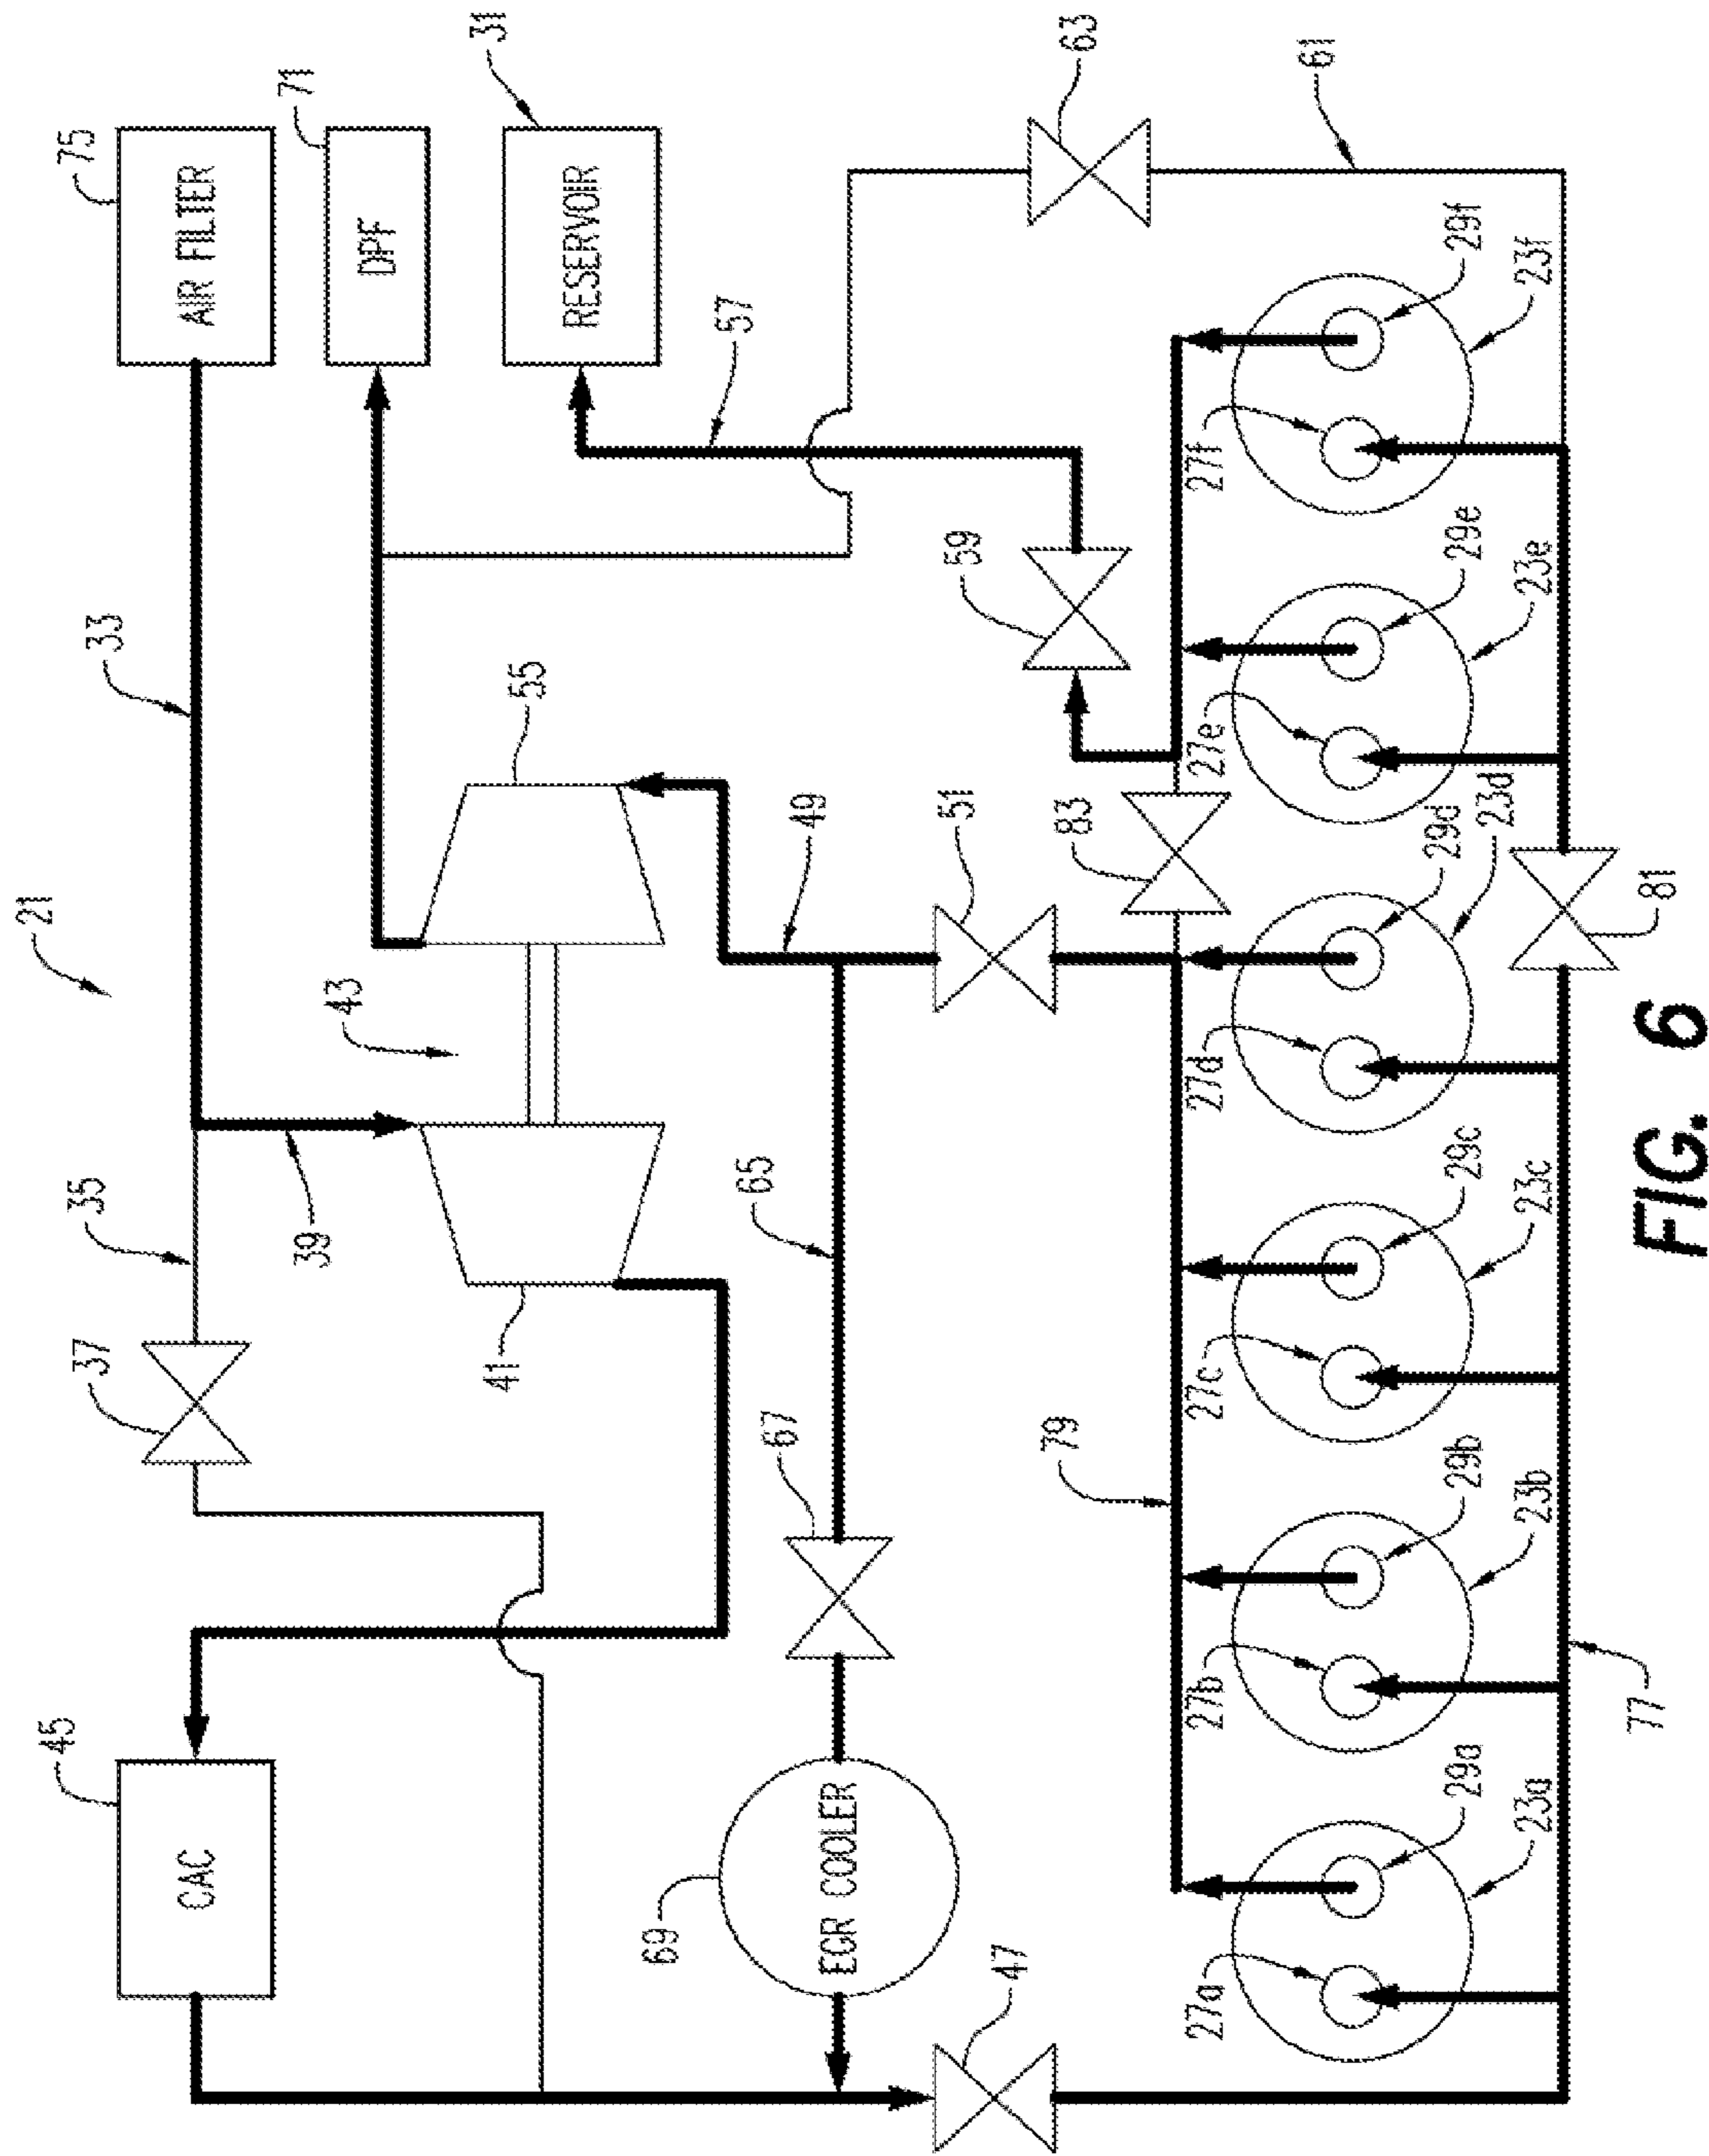 21
33
75
AIR FILTER
71
DPF
31
RESERVOIR
35
37
39
43
41
55
45
CAC
57
63
61
49
51
59
65
67
69
EGR COOLER
47
83
79
27a
29a
23a
27b
29b
23b
27c
29c
23c
27d
29d
23d
27e
29e
23e
27f
29f
23f
77
81
FIG. 6